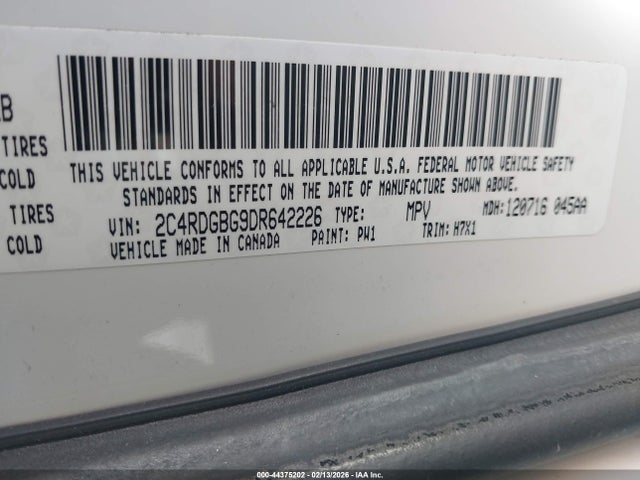 B
TIRES
COLD
TIRES
COLD
THIS VEHICLE CONFORMS TO ALL APPLICABLE U.S.A. FEDERAL MOTOR VEHICLE SAFETY
STANDARDS IN EFFECT ON THE DATE OF MANUFACTURE SHOWN ABOVE.
VIN: 2C4RDGBG9DR642226 TYPE: MPV MDH: 120716 045AA
VEHICLE MADE IN CANADA PAINT: PW1 TRIM: H7X1
00-44375202 - 02/13/2026 - IAA Inc.